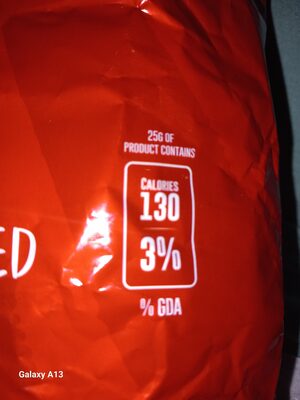 25G OF
PRODUCT CONTAINS
CALORIES
130
3%
% GDA
ED
Galaxy A13